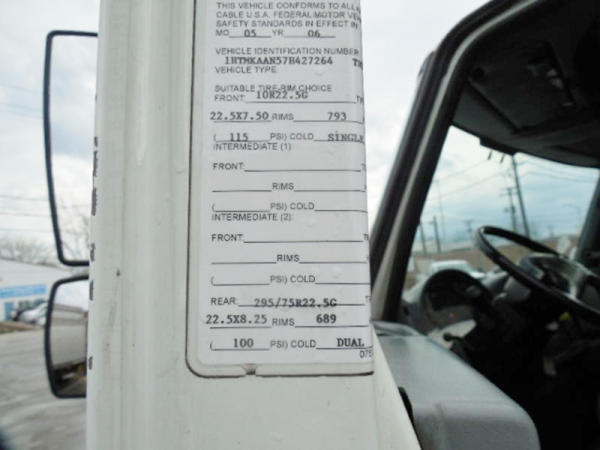 THIS VEHICLE CONFORMS TO ALL A
CABLE U.S.A. FEDERAL MOTOR VE
SAFETY STANDARDS IN EFFECT IN
MO 05 YR 06
VEHICLE IDENTIFICATION NUMBER
1HTMKAAN57H427264
VEHICLE TYPE:
SUITABLE TIRE-RIM CHOICE
FRONT: 10R22.5G
22.5X7.50 RIMS 793
( 115 PSI) COLD SINGLE
INTERMEDIATE (1):
FRONT:
RIMS
( PSI) COLD
INTERMEDIATE (2):
FRONT:
RIMS
( PSI) COLD
REAR: 295/75R22.5G
22.5X8.25 RIMS 689
( 100 PSI) COLD DUAL
075